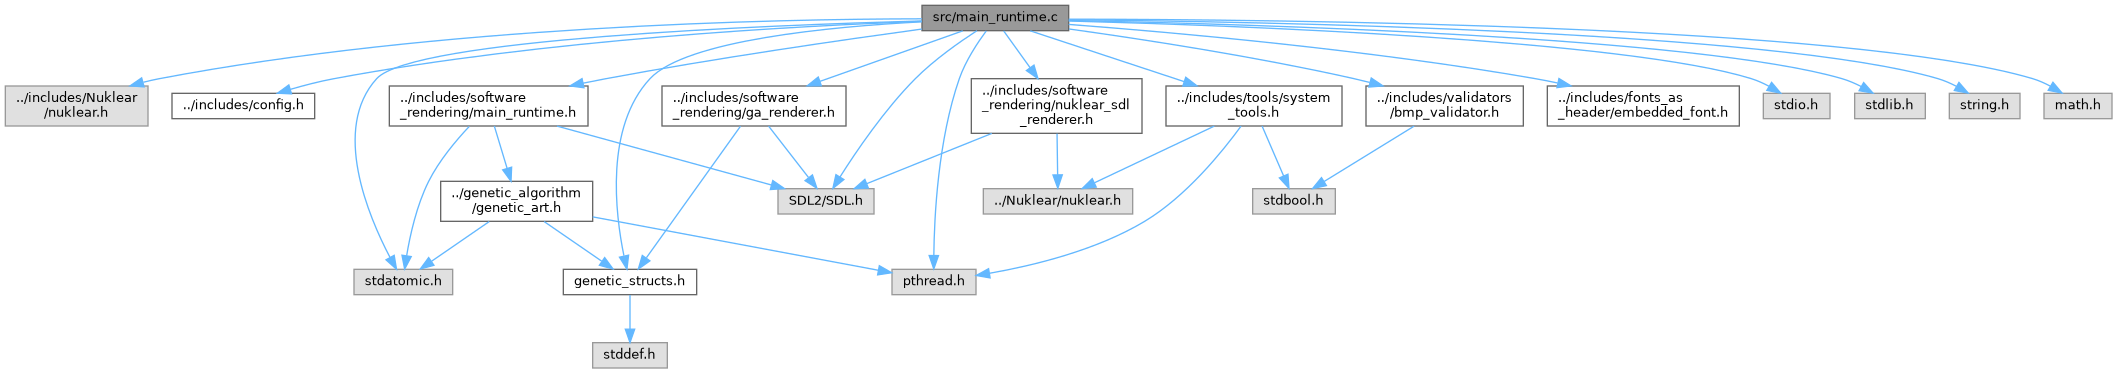 src/main_runtime.c
../includes/Nuklear
/nuklear.h
../includes/config.h
../includes/software
_rendering/main_runtime.h
../includes/software
_rendering/ga_renderer.h
../includes/software
_rendering/nuklear_sdl
_renderer.h
../includes/tools/system
_tools.h
../includes/validators
/bmp_validator.h
../includes/fonts_as
_header/embedded_font.h
stdio.h
stdlib.h
string.h
math.h
../genetic_algorithm
/genetic_art.h
SDL2/SDL.h
../Nuklear/nuklear.h
stdbool.h
stdatomic.h
genetic_structs.h
pthread.h
stddef.h